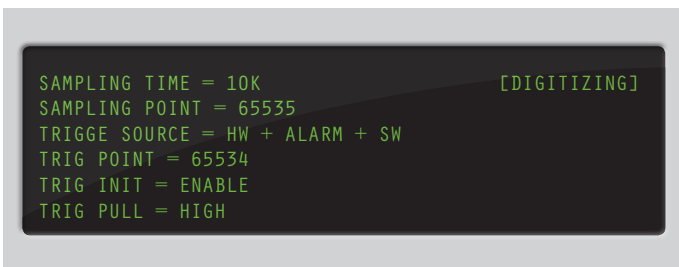 SAMPLING TIME = 10K [DIGITIZING]
SAMPLING POINT = 65535
TRIGGE SOURCE = HW + ALARM + SW
TRIG POINT = 65534
TRIG INIT = ENABLE
TRIG PULL = HIGH